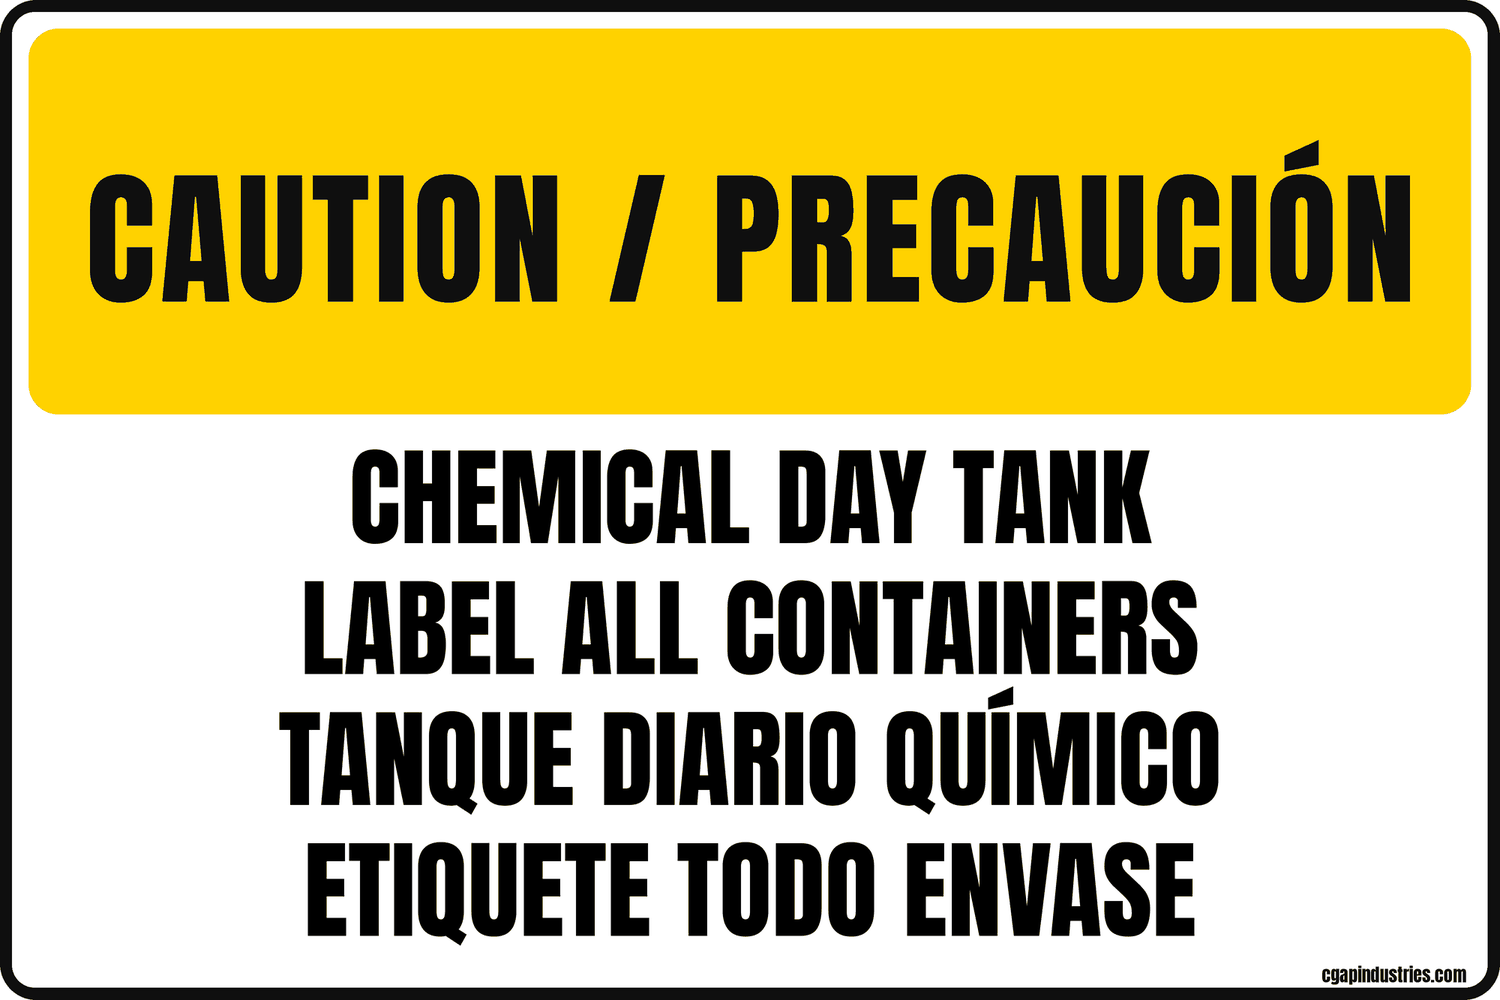 CAUTION / PRECAUCIÓN
CHEMICAL DAY TANK
LABEL ALL CONTAINERS
TANQUE DIARIO QUÍMICO
ETIQUETE TODO ENVASE
cgapindustries.com